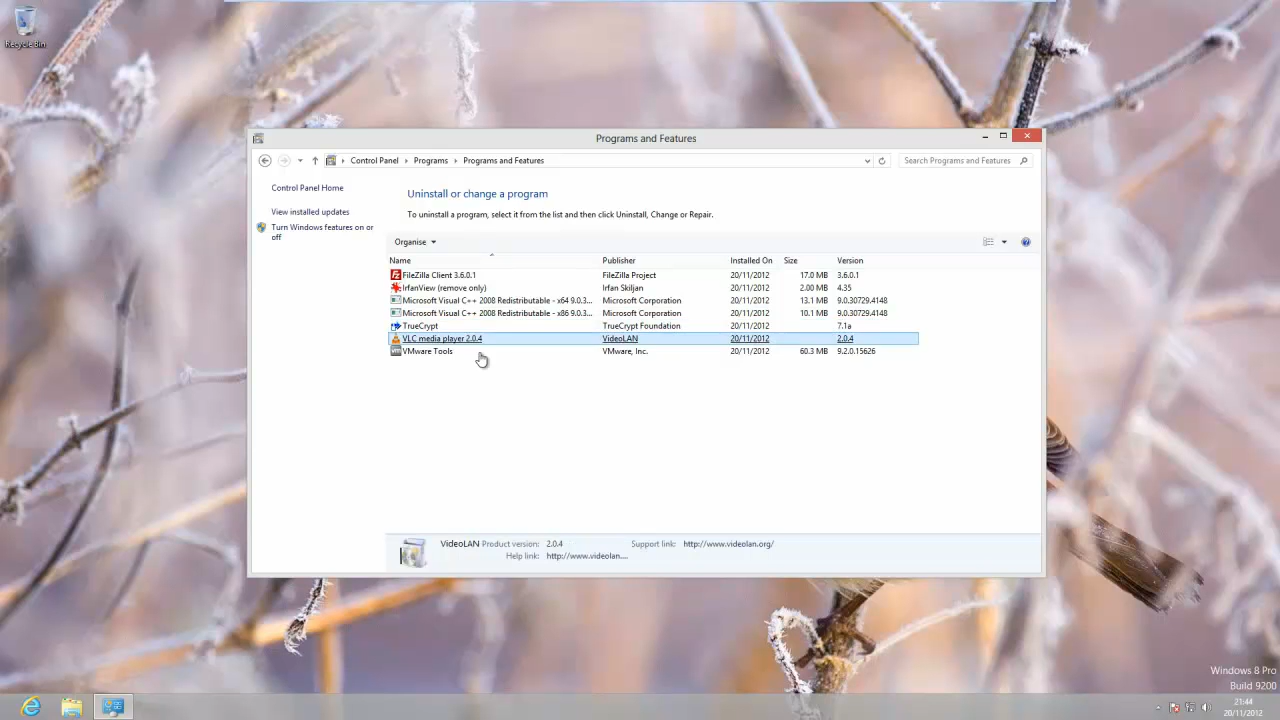 Recycle Bin
Programs and Features
Control Panel Programs Programs and Features
Search Programs and Features
Control Panel Home
View installed updates
Turn Windows features on or
off
Uninstall or change a program
To uninstall a program, select it from the list and then click Uninstall, Change or Repair.
Organise
Name Publisher Installed On Size Version
FileZilla Client 3.6.0.1 FileZilla Project 20/11/2012 17.0 MB 3.6.0.1
IrfanView (remove only) Irfan Skiljan 20/11/2012 2.00 MB 4.35
Microsoft Visual C++ 2008 Redistributable - x64 9.0.3... Microsoft Corporation 20/11/2012 13.1 MB 9.0.30729.4148
Microsoft Visual C++ 2008 Redistributable - x86 9.0.3... Microsoft Corporation 20/11/2012 10.1 MB 9.0.30729.4148
TrueCrypt TrueCrypt Foundation 20/11/2012 7.1a
VLC media player 2.0.4 VideoLAN 20/11/2012 2.0.4
VMware Tools VMware, Inc. 20/11/2012 60.3 MB 9.2.0.15626
VideoLAN Product version: 2.0.4 Support link: http://www.videolan.org/
Help link: http://www.videolan....
Windows 8 Pro
Build 9200
21:44
20/11/2012